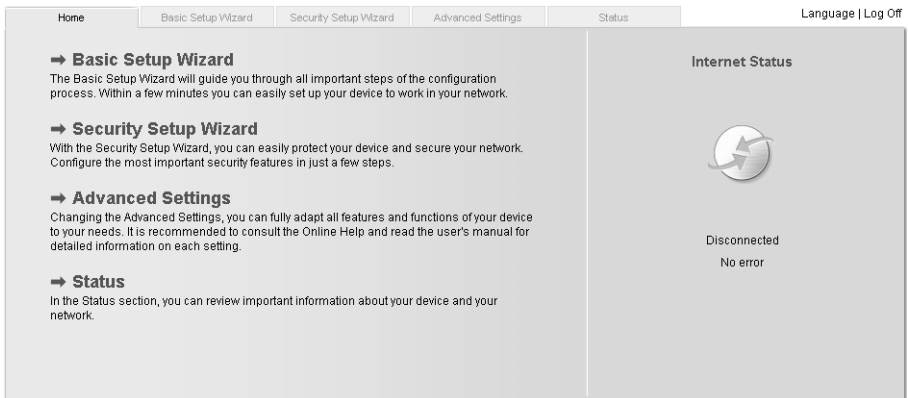 Home Basic Setup Wizard Security Setup Wizard Advanced Settings Status Language | Log Off
➡ Basic Setup Wizard
The Basic Setup Wizard will guide you through all important steps of the configuration
process. Within a few minutes you can easily set up your device to work in your network.
➡ Security Setup Wizard
With the Security Setup Wizard, you can easily protect your device and secure your network.
Configure the most important security features in just a few steps.
➡ Advanced Settings
Changing the Advanced Settings, you can fully adapt all features and functions of your device
to your needs. It is recommended to consult the Online Help and read the user's manual for
detailed information on each setting.
➡ Status
In the Status section, you can review important information about your device and your
network.
Internet Status
Disconnected
No error